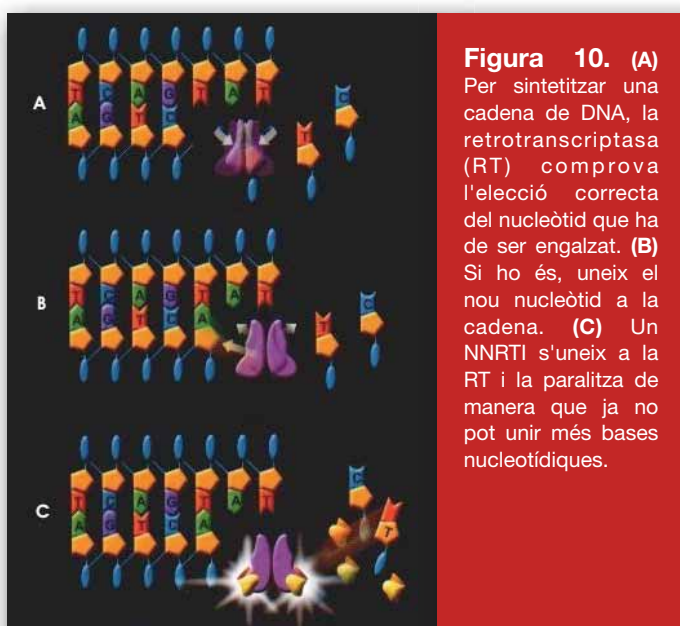 A
T C A G T A T
A G T C
T
C
B
T C A G T A T
A G T C A
T
C
C
T C A G T A T
A G T C A
C
T
Figura 10. (A)
Per sintetitzar una
cadena de DNA, la
retrotranscriptasa
(RT) comprova
l'elecció correcta
del nucleòtid que ha
de ser engalzat. (B)
Si ho és, uneix el
nou nucleòtid a la
cadena. (C) Un
NNRTI s'uneix a la
RT i la paralitza de
manera que ja no
pot unir més bases
nucleotídiques.